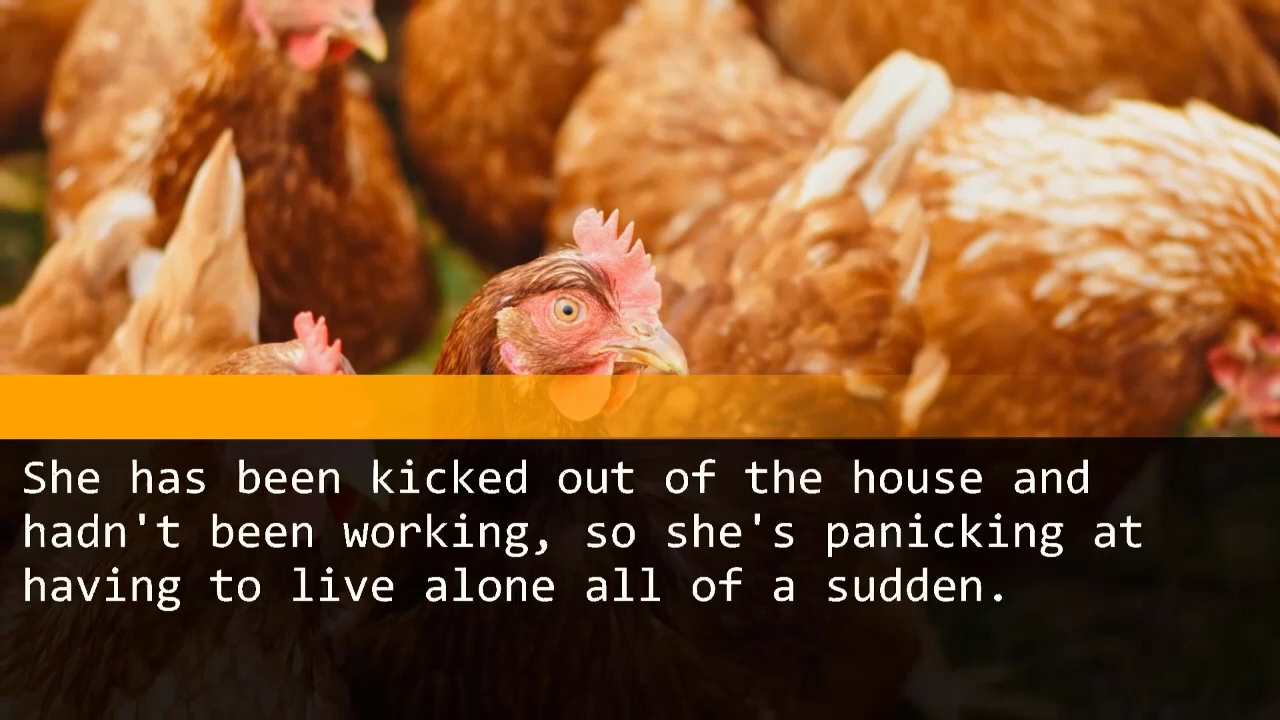 She has been kicked out of the house and
hadn't been working, so she's panicking at
having to live alone all of a sudden.